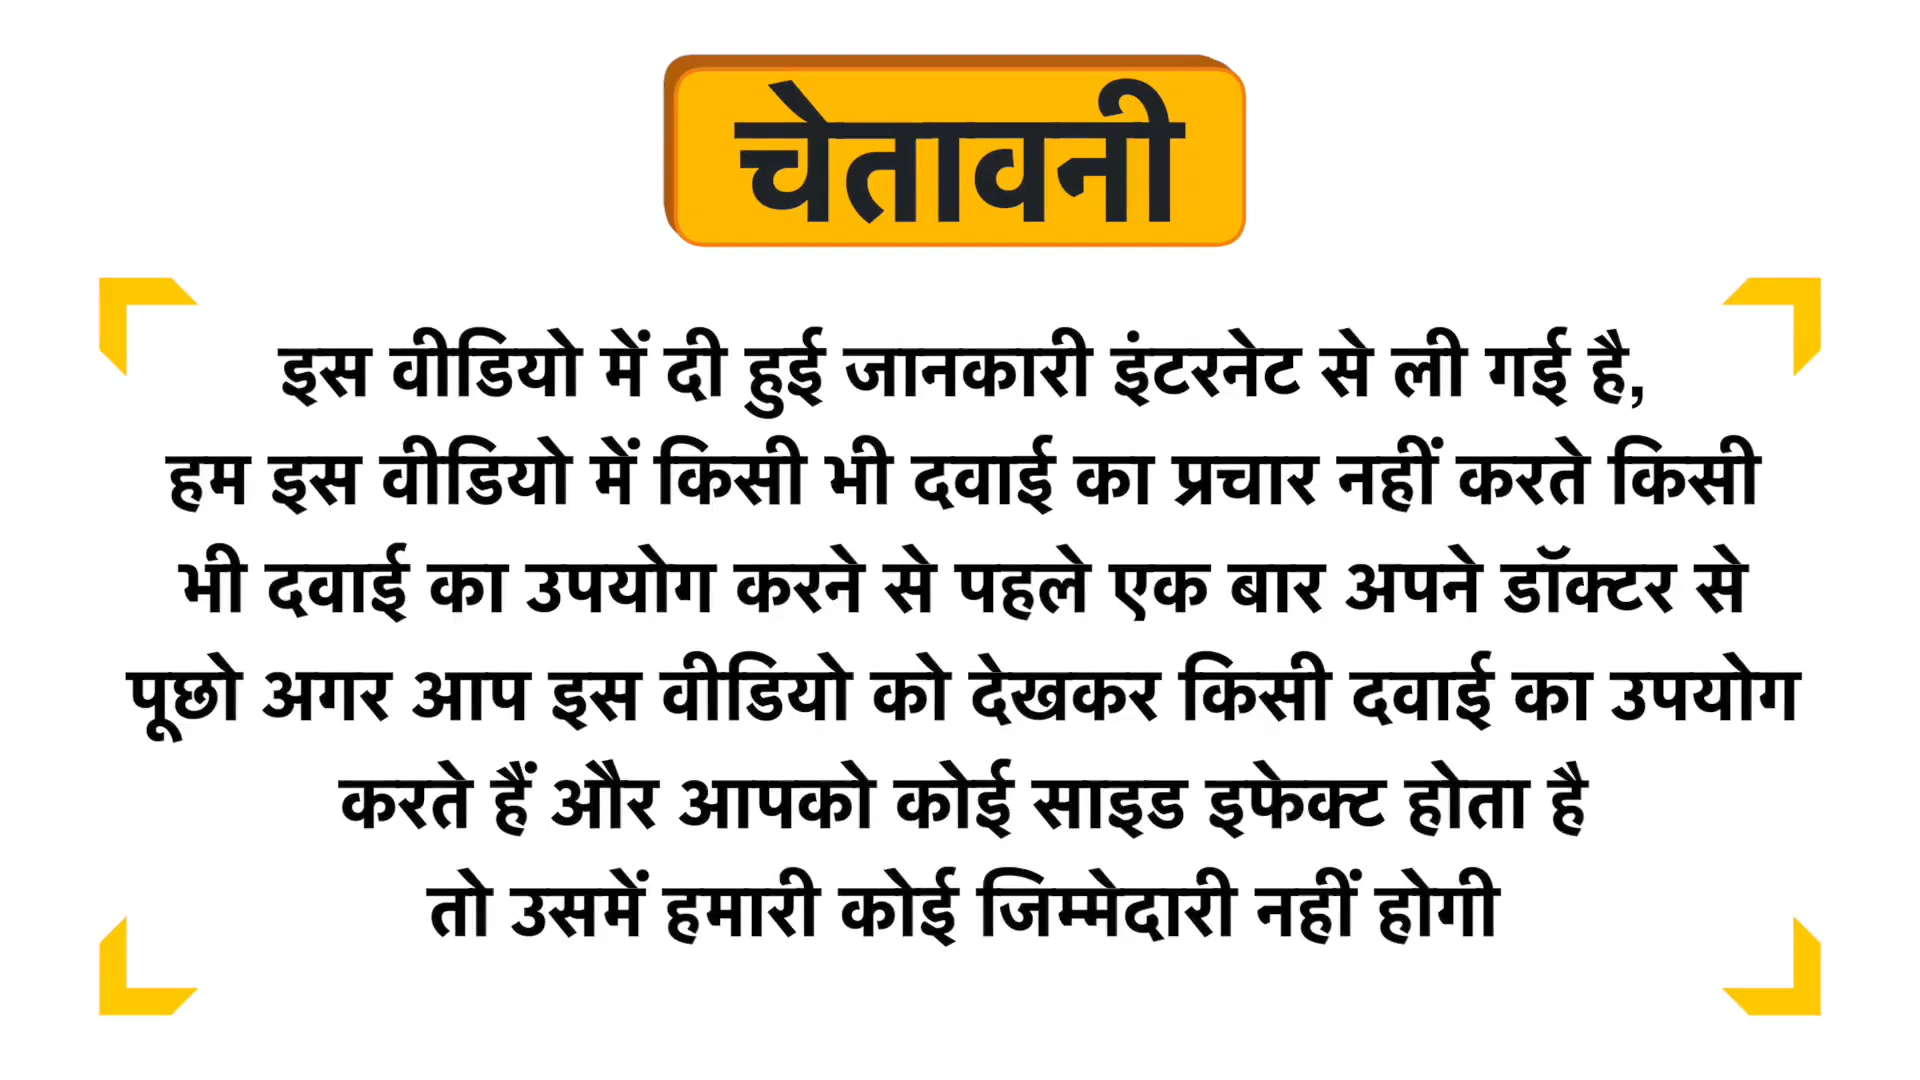 चेतावनी
इस वीडियो में दी हुई जानकारी इंटरनेट से ली गई है,
हम इस वीडियो में किसी भी दवाई का प्रचार नहीं करते किसी
भी दवाई का उपयोग करने से पहले एक बार अपने डॉक्टर से
पूछो अगर आप इस वीडियो को देखकर किसी दवाई का उपयोग
करते हैं और आपको कोई साइड इफेक्ट होता है
तो उसमें हमारी कोई जिम्मेदारी नहीं होगी